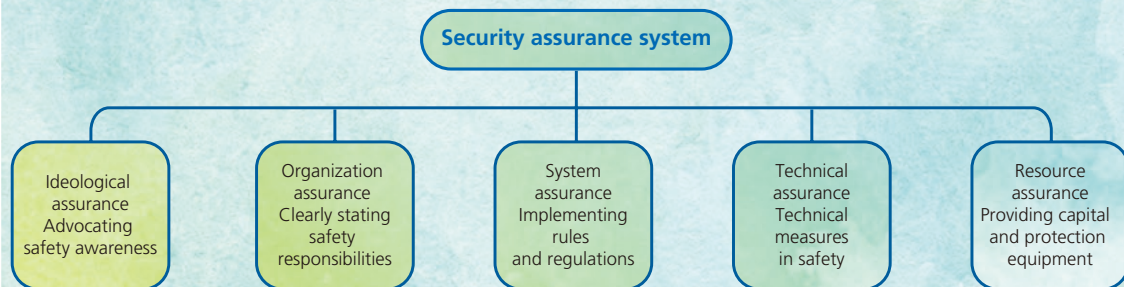 Security assurance system
Ideological
assurance
Advocating
safety awareness
Organization
assurance
Clearly stating
safety
responsibilities
System
assurance
Implementing
rules
and regulations
Technical
assurance
Technical
measures
in safety
Resource
assurance
Providing capital
and protection
equipment